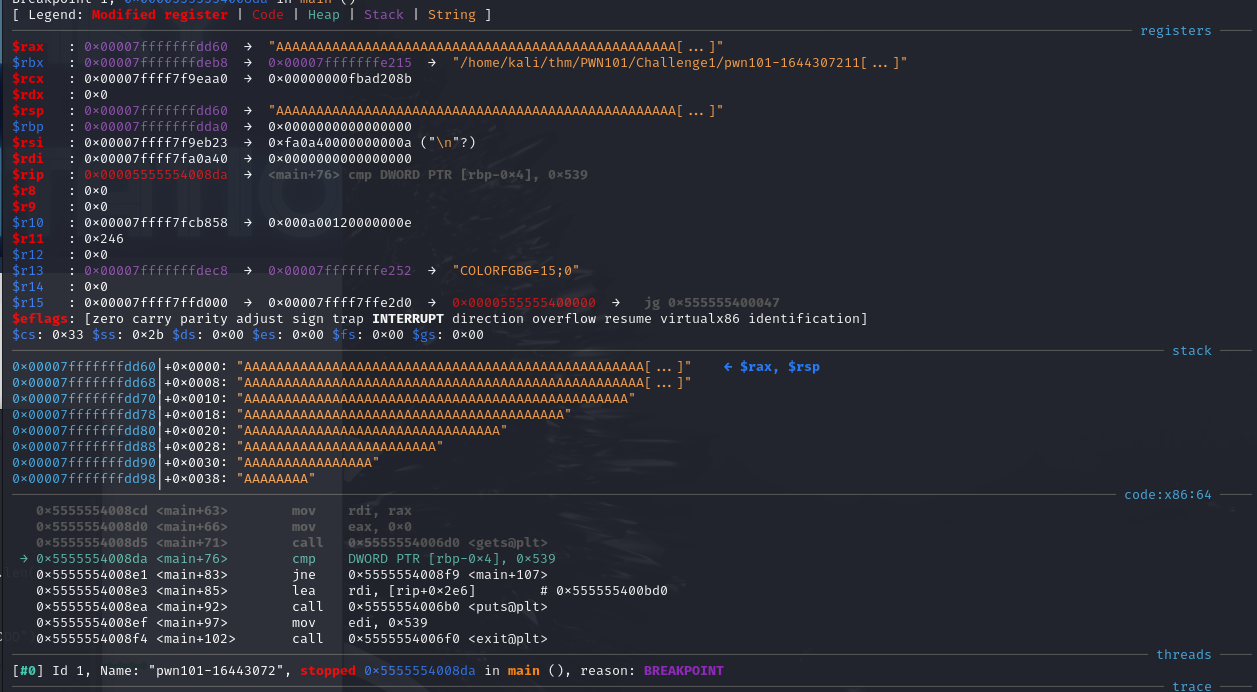 [ Legend: Modified register | Code | Heap | Stack | String ]
registers
$rax   : 0×00007fffffffdd60  →  "AAAAAAAAAAAAAAAAAAAAAAAAAAAAAAAAAAAAAAAAAAAAAAAAAA[...]"
$rbx   : 0×00007fffffffdeb8  →  0×00007fffffffe215  →  "/home/kali/thm/PWN101/Challenge1/pwn101-1644307211[...]"
$rcx   : 0×00007ffff7f9eaa0  →  0×00000000fbad208b
$rdx   : 0×0
$rsp   : 0×00007fffffffdd60  →  "AAAAAAAAAAAAAAAAAAAAAAAAAAAAAAAAAAAAAAAAAAAAAAAAAA[...]"
$rbp   : 0×00007fffffffdda0  →  0×0000000000000000
$rsi   : 0×00007ffff7f9eb23  →  0×fa0a40000000000a ("\n"?)
$rdi   : 0×00007ffff7fa0a40  →  0×0000000000000000
$rip   : 0×00005555554008da  →  <main+76> cmp DWORD PTR [rbp-0×4], 0×539
$r8    : 0×0
$r9    : 0×0
$r10   : 0×00007ffff7fcb858  →  0×000a00120000000e
$r11   : 0×246
$r12   : 0×0
$r13   : 0×00007fffffffdec8  →  0×00007fffffffe252  →  "COLORFGBG=15;0"
$r14   : 0×0
$r15   : 0×00007ffff7ffd000  →  0×00007ffff7ffe2d0  →  0×0000555555400000  →   jg 0×555555400047
$eflags: [zero carry parity adjust sign trap INTERRUPT direction overflow resume virtualx86 identification]
$cs: 0×33 $ss: 0×2b $ds: 0×00 $es: 0×00 $fs: 0×00 $gs: 0×00
stack
0×00007fffffffdd60│+0×0000: "AAAAAAAAAAAAAAAAAAAAAAAAAAAAAAAAAAAAAAAAAAAAAAAAAA[...]"    ← $rax, $rsp
0×00007fffffffdd68│+0×0008: "AAAAAAAAAAAAAAAAAAAAAAAAAAAAAAAAAAAAAAAAAAAAAAAAAA[...]"
0×00007fffffffdd70│+0×0010: "AAAAAAAAAAAAAAAAAAAAAAAAAAAAAAAAAAAAAAAAAAAAAAAA"
0×00007fffffffdd78│+0×0018: "AAAAAAAAAAAAAAAAAAAAAAAAAAAAAAAAAAAAAAAA"
0×00007fffffffdd80│+0×0020: "AAAAAAAAAAAAAAAAAAAAAAAAAAAAAAAA"
0×00007fffffffdd88│+0×0028: "AAAAAAAAAAAAAAAAAAAAAAAA"
0×00007fffffffdd90│+0×0030: "AAAAAAAAAAAAAAAA"
0×00007fffffffdd98│+0×0038: "AAAAAAAA"
code:x86:64
0×5555554008cd <main+63>        mov    rdi, rax
0×5555554008d0 <main+66>        mov    eax, 0×0
0×5555554008d5 <main+71>        call   0×5555554006d0 <gets@plt>
→ 0×5555554008da <main+76>        cmp    DWORD PTR [rbp-0×4], 0×539
0×5555554008e1 <main+83>        jne    0×5555554008f9 <main+107>
0×5555554008e3 <main+85>        lea    rdi, [rip+0×2e6]        # 0×555555400bd0
0×5555554008ea <main+92>        call   0×5555554006b0 <puts@plt>
0×5555554008ef <main+97>        mov    edi, 0×539
0×5555554008f4 <main+102>       call   0×5555554006f0 <exit@plt>
threads
[#0] Id 1, Name: "pwn101-16443072", stopped 0×5555554008da in main (), reason: BREAKPOINT
trace